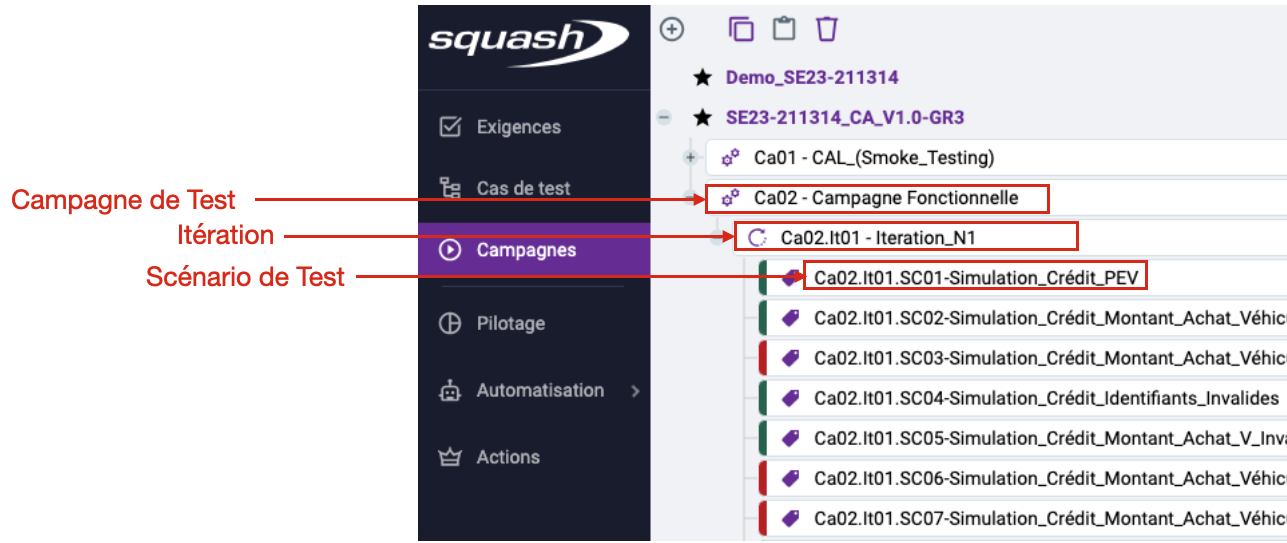 squash
Demo_SE23-211314
Exigences
SE23-211314_CA_V1.0-GR3
Ca01 - CAL_(Smoke_Testing)
Campagne de Test
Cas de test
Ca02 - Campagne Fonctionnelle
Itération
Campagnes
Ca02.It01 - Iteration_N1
Scénario de Test
Ca02.It01.SC01-Simulation_Crédit_PEV
Pilotage
Ca02.It01.SC02-Simulation_Crédit_Montant_Achat_Véhic
Ca02.It01.SC03-Simulation_Crédit_Montant_Achat_Véhic
Automatisation
Ca02.It01.SC04-Simulation_Crédit_Identifiants_Invalides
Ca02.It01.SC05-Simulation_Crédit_Montant_Achat_V_Inva
Actions
Ca02.It01.SC06-Simulation_Crédit_Montant_Achat_Véhic
Ca02.It01.SC07-Simulation_Crédit_Montant_Achat_Véhic